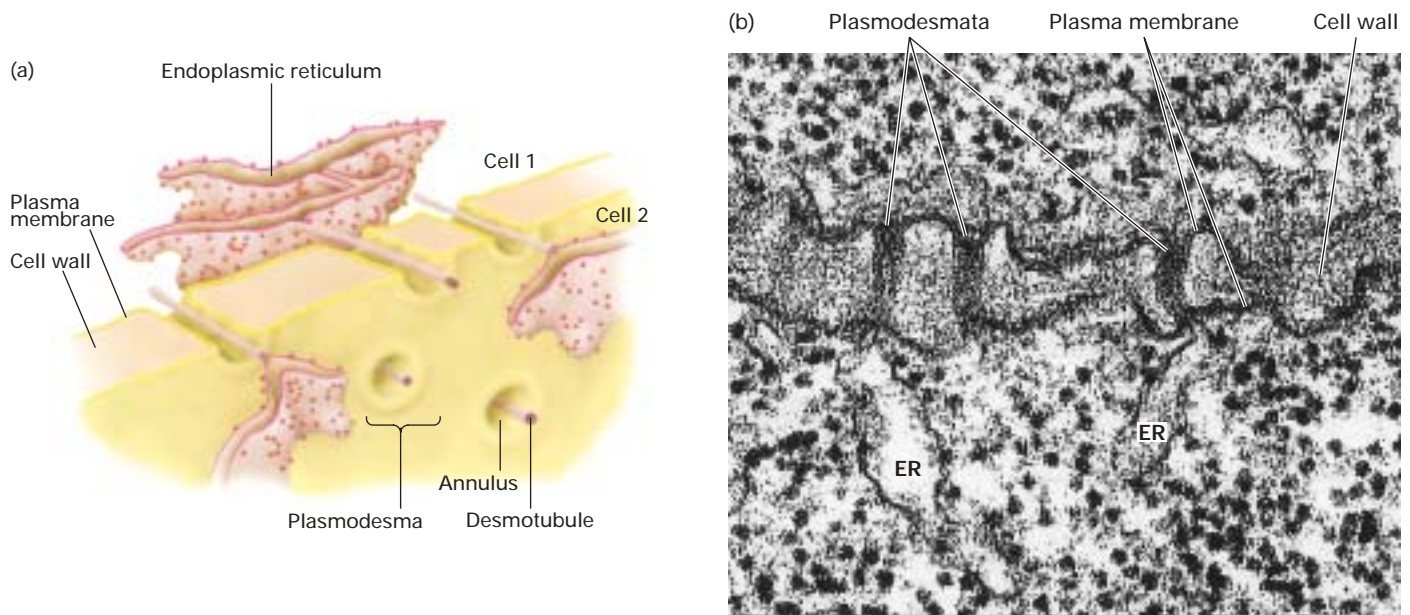 (a)
Endoplasmic reticulum
Cell 1
Plasma
membrane
Cell 2
Cell wall
Annulus
Plasmodesma
Desmotubule
(b)
Plasmodesmata
Plasma membrane
Cell wall
ER
ER